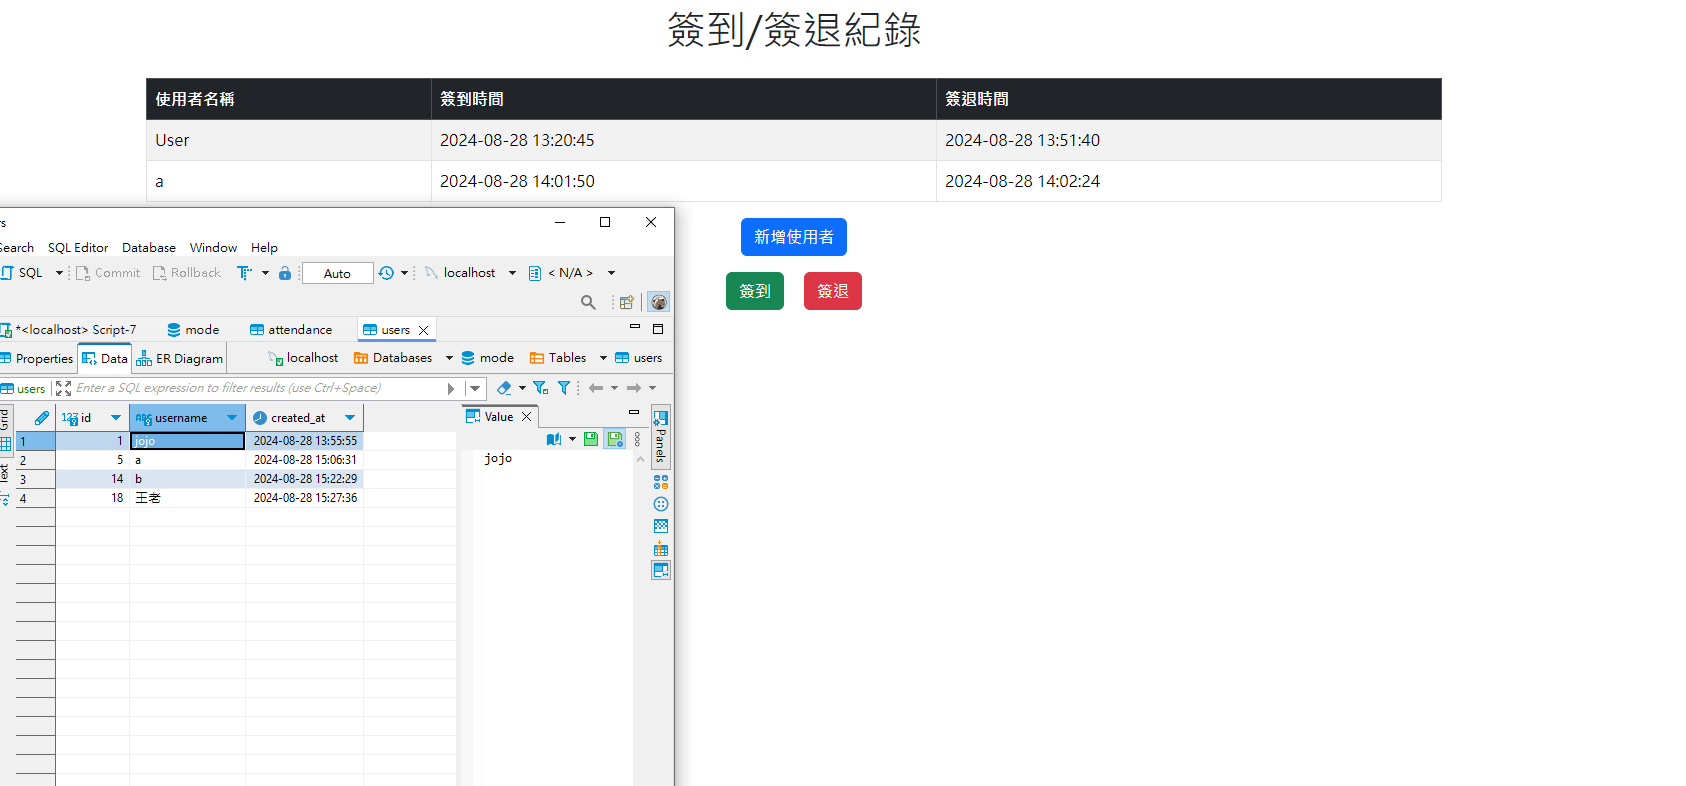 簽到/簽退紀錄
使用者名稱 簽到時間 簽退時間
User 2024-08-28 13:20:45 2024-08-28 13:51:40
a 2024-08-28 14:01:50 2024-08-28 14:02:24
新增使用者
簽到 簽退
rs
Search SQL Editor Database Window Help
SQL Commit Rollback Auto localhost < N/A >
*<localhost> Script-7 mode attendance users
Properties Data ER Diagram localhost Databases mode Tables users
users Enter a SQL expression to filter results (use Ctrl+Space)
Grid
Text
123 id ABC username created_at
1 1 jojo 2024-08-28 13:55:55
2 5 a 2024-08-28 15:06:31
3 14 b 2024-08-28 15:22:29
4 18 王老 2024-08-28 15:27:36
Value
jojo
Panels